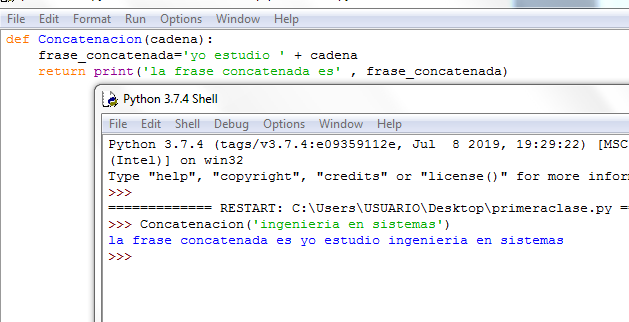 File Edit Format Run Options Window Help
def Concatenacion(cadena):
    frase_concatenada='yo estudio ' + cadena
    return print('la frase concatenada es' , frase_concatenada)
Python 3.7.4 Shell
File Edit Shell Debug Options Window Help
Python 3.7.4 (tags/v3.7.4:e09359112e, Jul  8 2019, 19:29:22) [MSC
(Intel)] on win32
Type "help", "copyright", "credits" or "license()" for more
>>>
============= RESTART: C:\Users\USUARIO\Desktop\primeraclase.py =
>>> Concatenacion('ingenieria en sistemas')
la frase concatenada es yo estudio ingenieria en sistemas
>>>